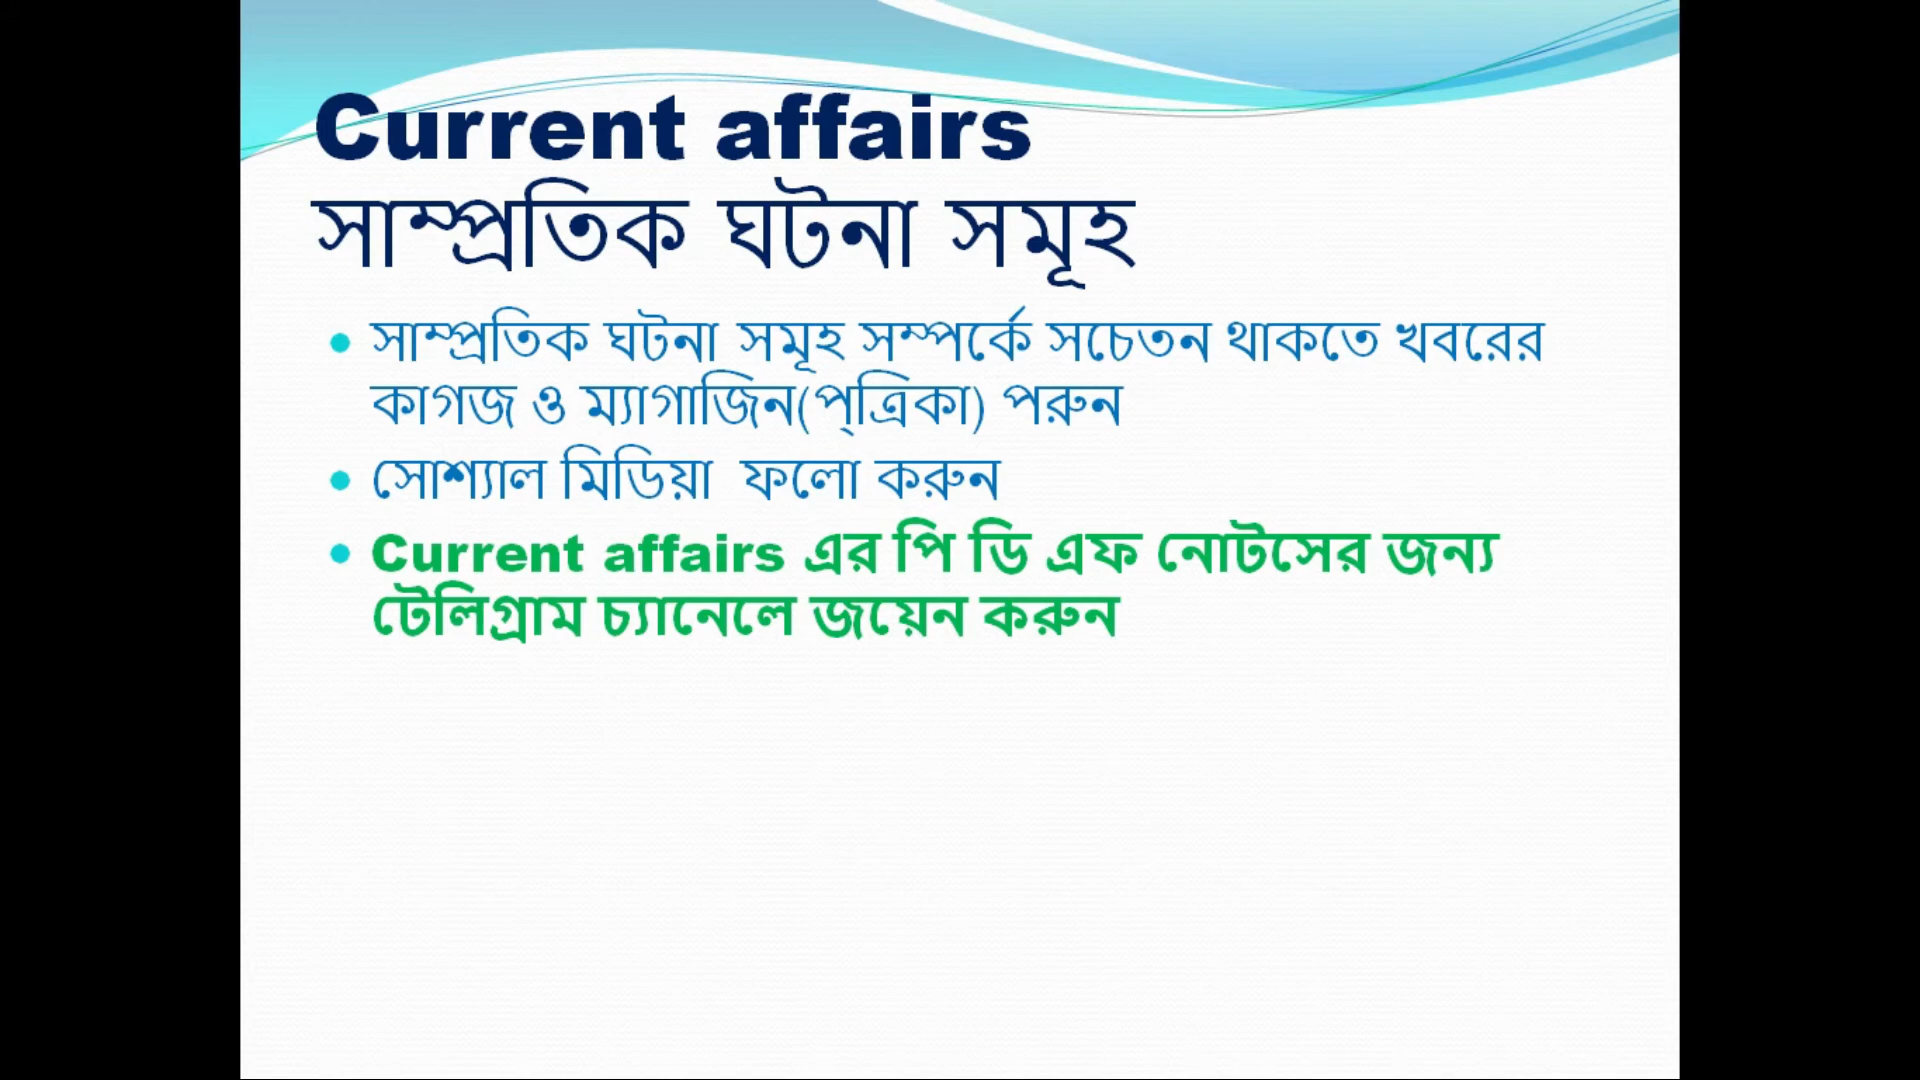 Current affairs
সাম্প্রতিক ঘটনা সমূহ
সাম্প্রতিক ঘটনা সমূহ সম্পর্কে সচেতন থাকতে খবরের
কাগজ ও ম্যাগাজিন(প্ত্রিকা) পরুন
সোশ্যাল মিডিয়া ফলো করুন
Current affairs এর পি ডি এফ নোটসের জন্য
টেলিগ্রাম চ্যানেলে জয়েন করুন